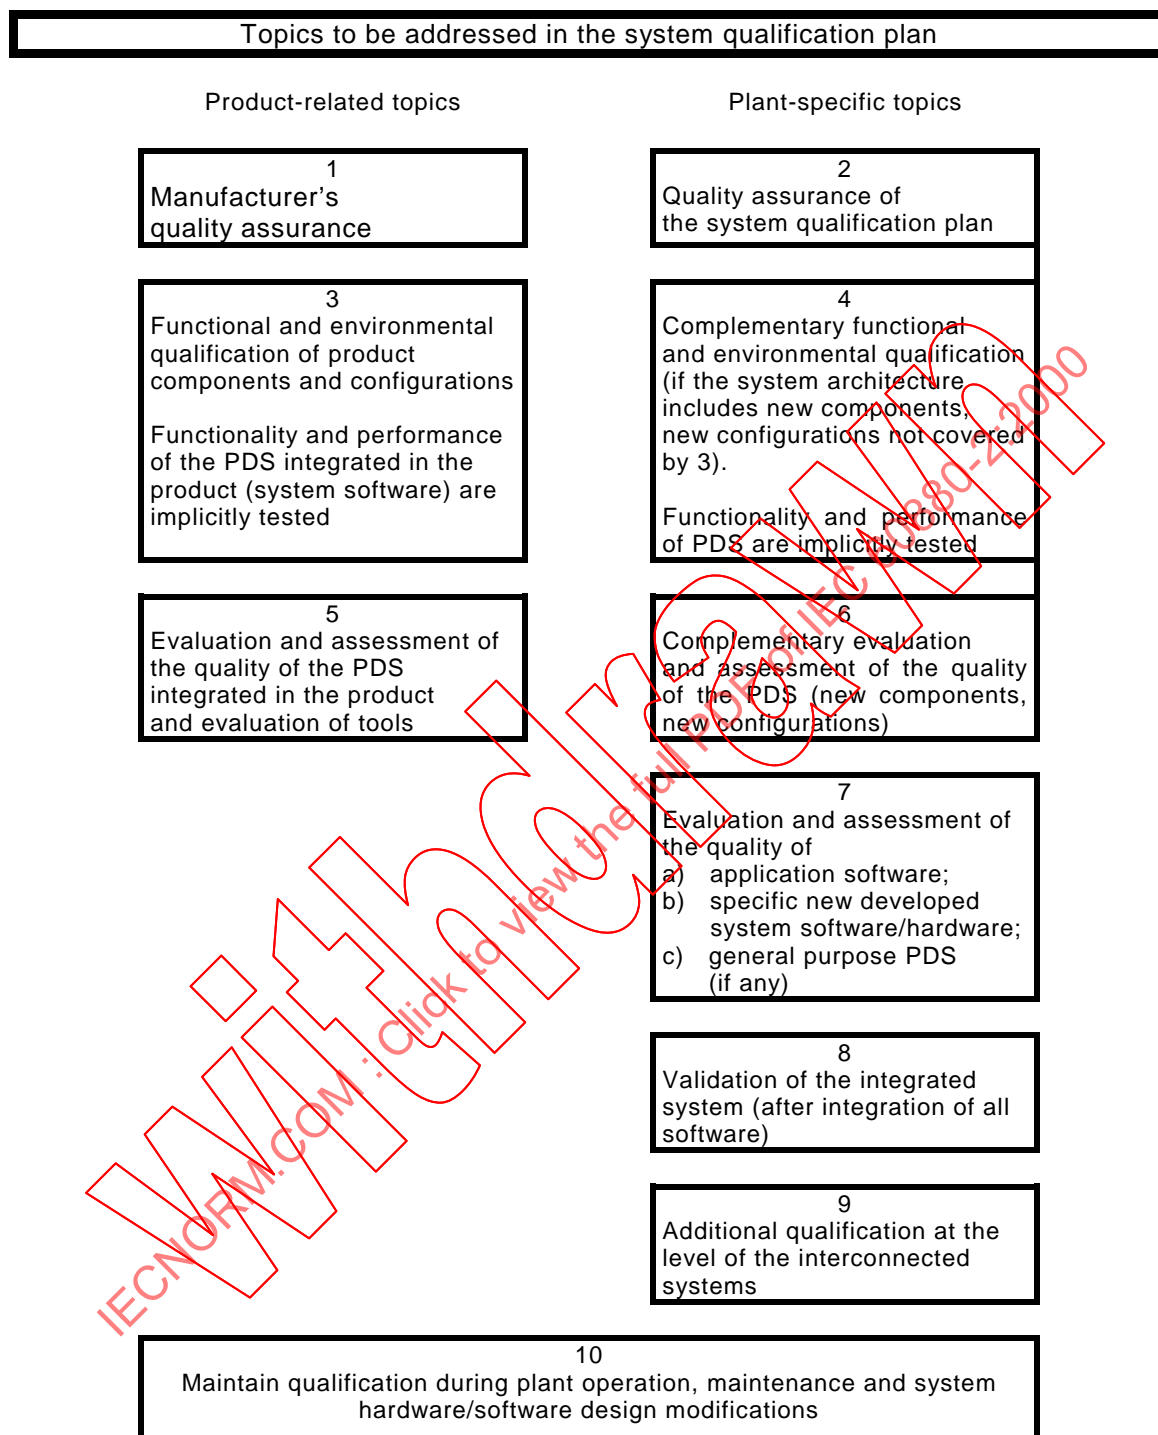 Topics to be addressed in the system qualification plan
Product-related topics
Plant-specific topics
1
Manufacturer’s
quality assurance
2
Quality assurance of
the system qualification plan
3
Functional and environmental
qualification of product
components and configurations
Functionality and performance
of the PDS integrated in the
product (system software) are
implicitly tested
4
Complementary functional
and environmental qualification
(if the system architecture
includes new components,
new configurations not covered
by 3).
Functionality and performance
of PDS are implicitly tested
5
Evaluation and assessment of
the quality of the PDS
integrated in the product
and evaluation of tools
6
Complementary evaluation
and assessment of the quality
of the PDS (new components,
new configurations)
7
Evaluation and assessment of
the quality of
a) application software;
b) specific new developed
system software/hardware;
c) general purpose PDS
(if any)
8
Validation of the integrated
system (after integration of all
software)
9
Additional qualification at the
level of the interconnected
systems
10
Maintain qualification during plant operation, maintenance and system
hardware/software design modifications
withdrawn
IECNORM.COM : Click to view the full PDF of IEC 60880-2:2000